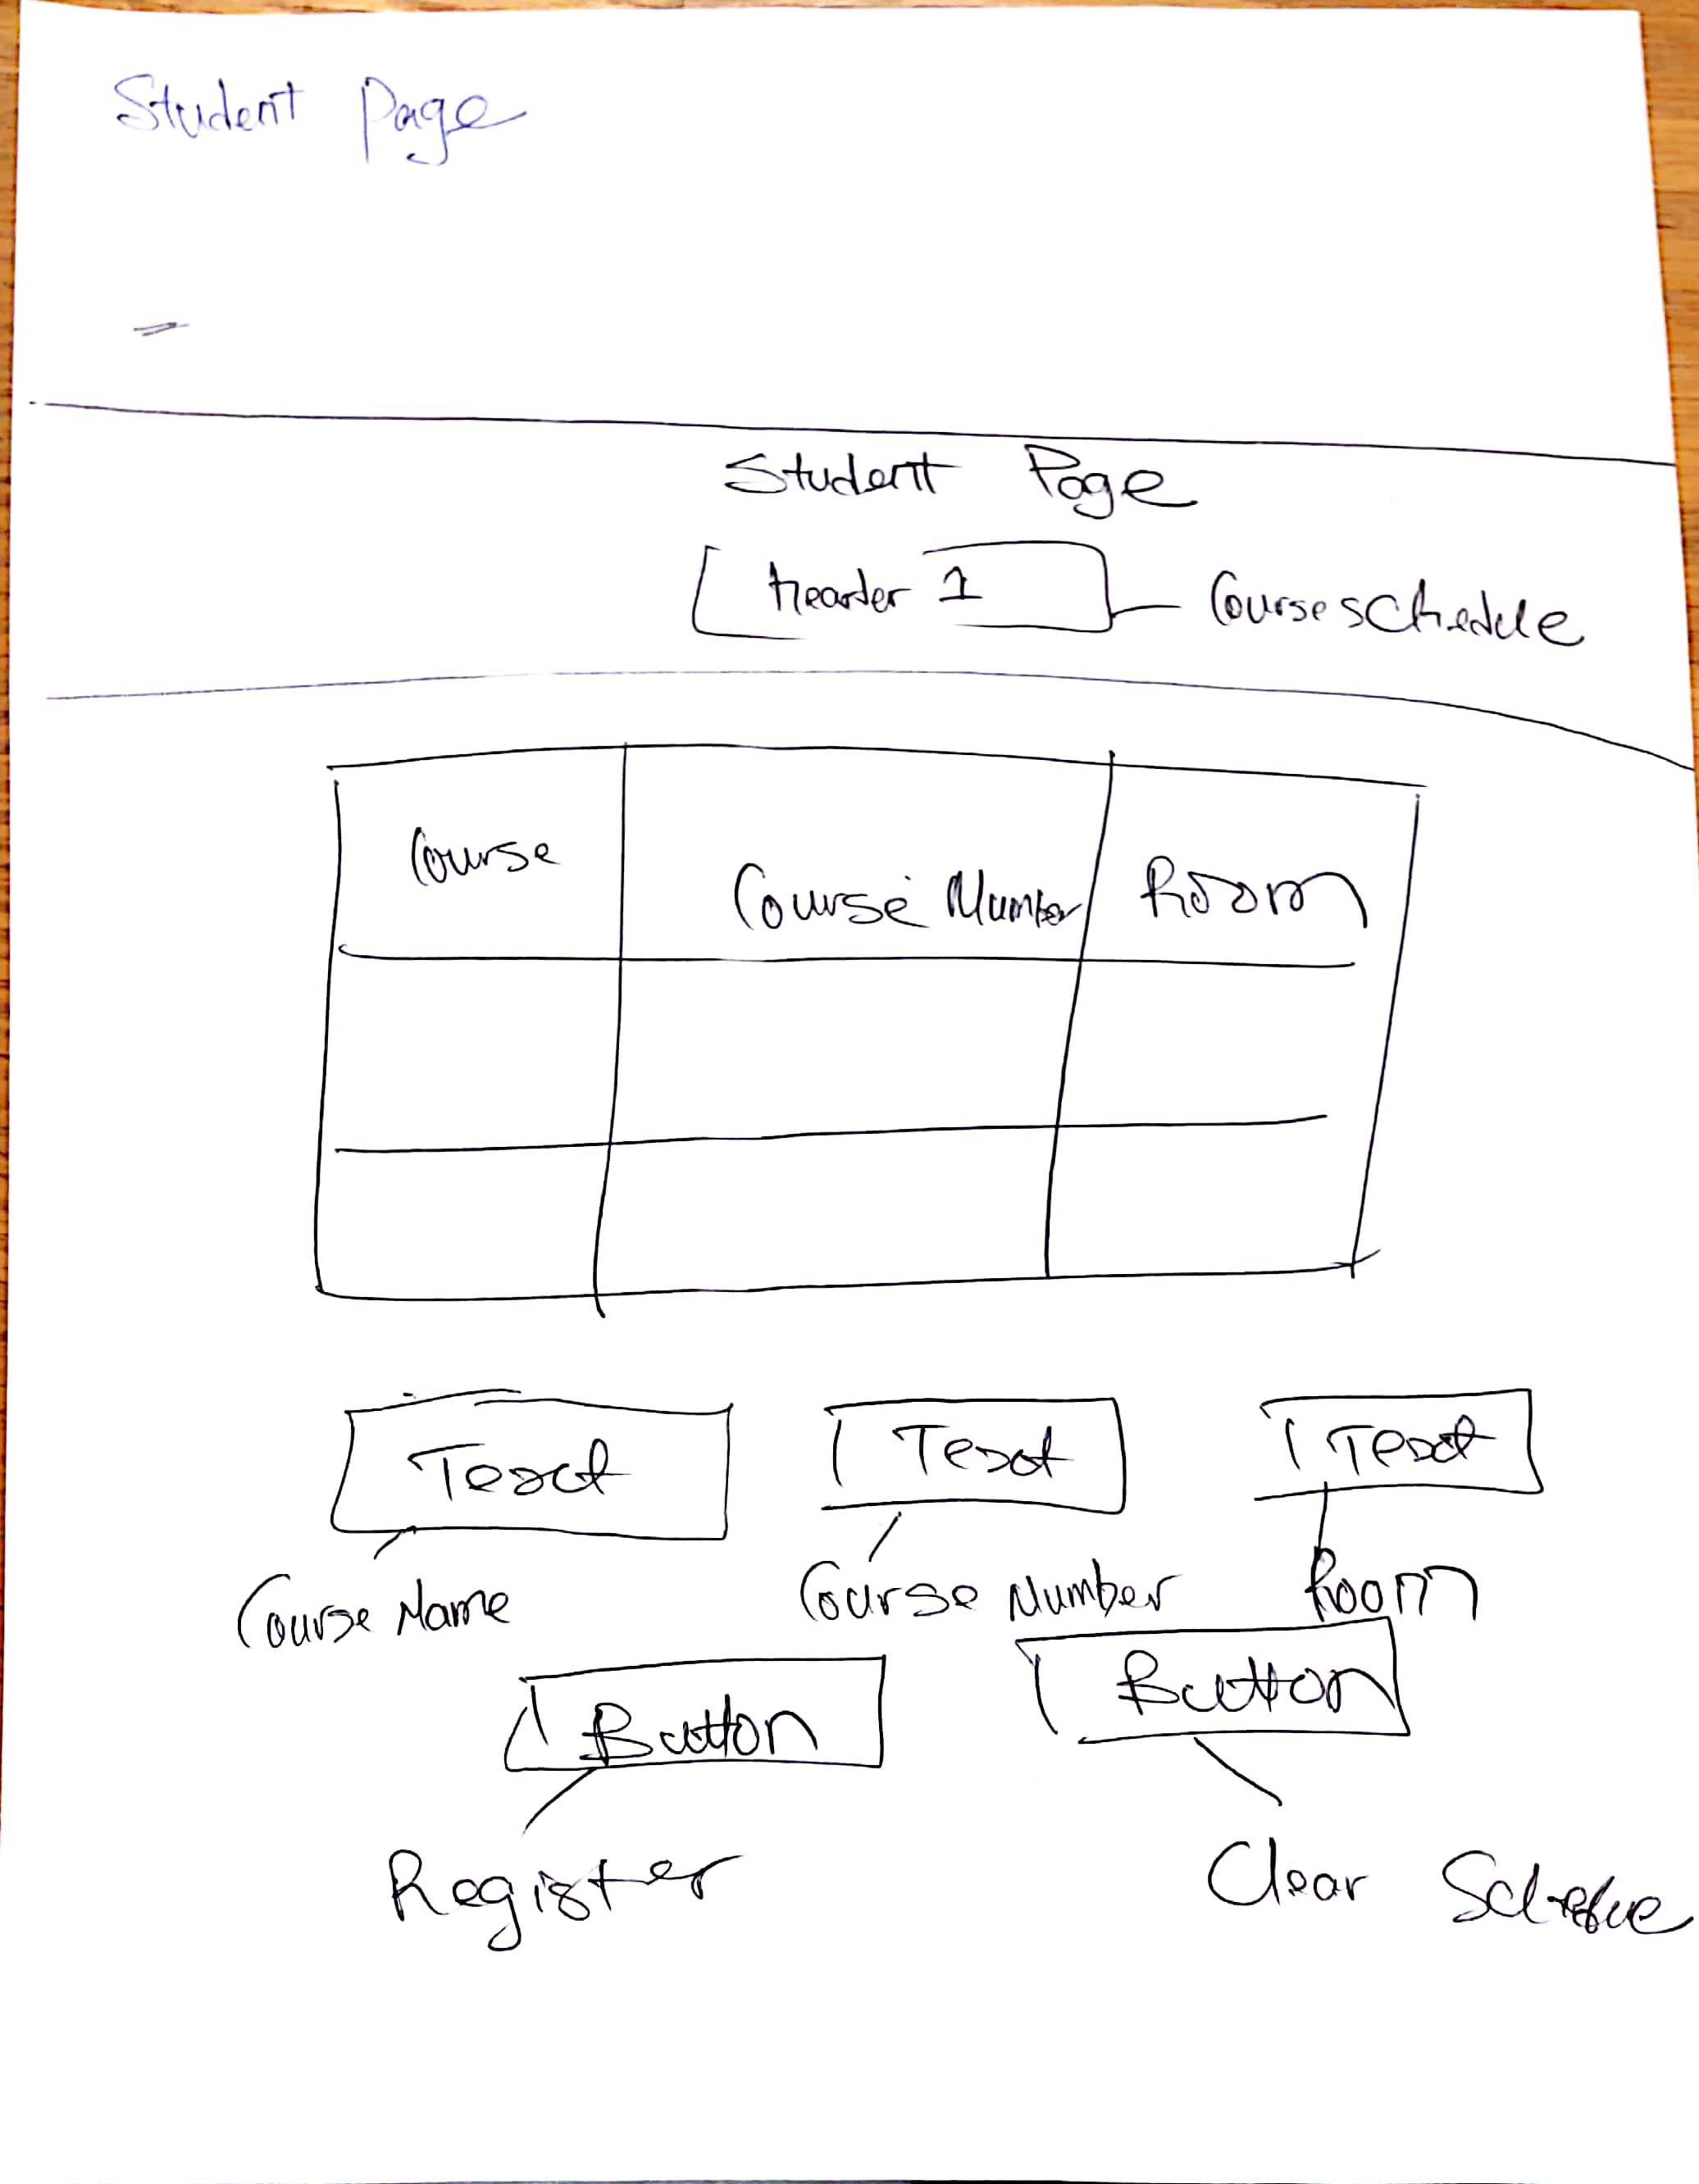 Student Page
Student Page
Header 1
Course schedule
Course
Course Number
Room
Text
Text
Text
Course Name
Course Number
Room
Button
Button
Register
Clear Schedule